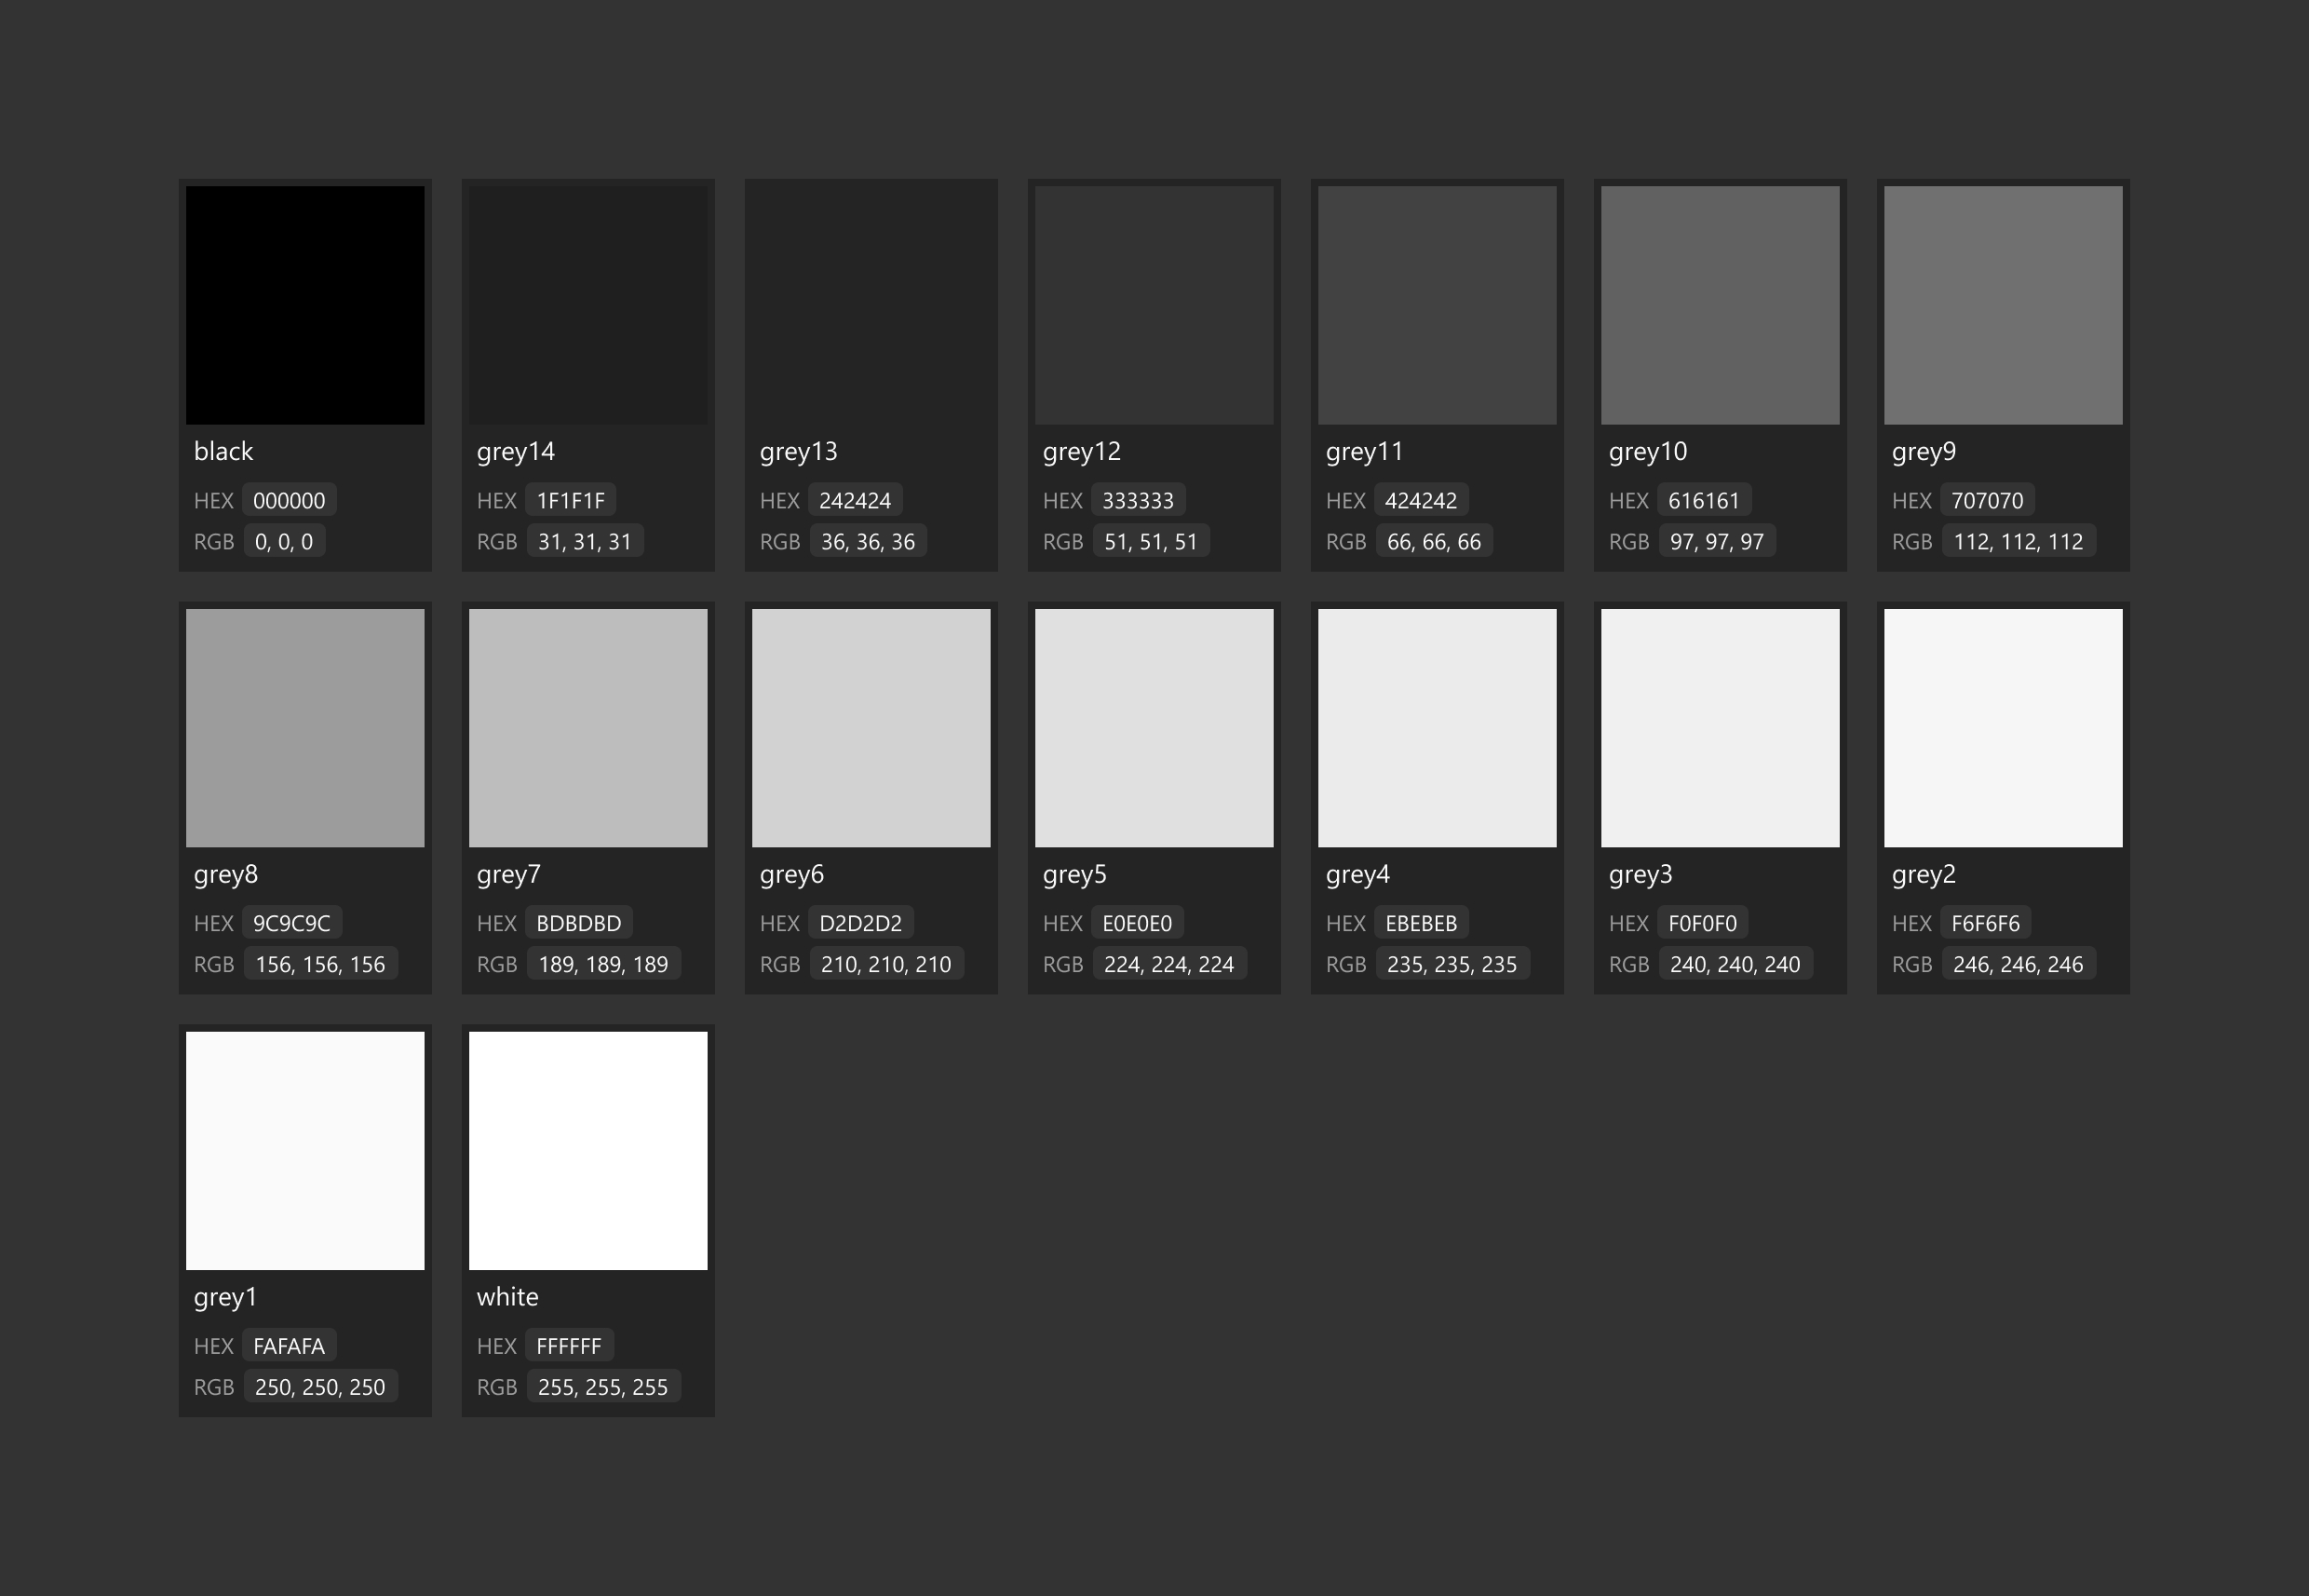 black
HEX 000000
RGB 0, 0, 0
grey14
HEX 1F1F1F
RGB 31, 31, 31
grey13
HEX 242424
RGB 36, 36, 36
grey12
HEX 333333
RGB 51, 51, 51
grey11
HEX 424242
RGB 66, 66, 66
grey10
HEX 616161
RGB 97, 97, 97
grey9
HEX 707070
RGB 112, 112, 112
grey8
HEX 9C9C9C
RGB 156, 156, 156
grey7
HEX BDBDBD
RGB 189, 189, 189
grey6
HEX D2D2D2
RGB 210, 210, 210
grey5
HEX E0E0E0
RGB 224, 224, 224
grey4
HEX EBEBEB
RGB 235, 235, 235
grey3
HEX F0F0F0
RGB 240, 240, 240
grey2
HEX F6F6F6
RGB 246, 246, 246
grey1
HEX FAFAFA
RGB 250, 250, 250
white
HEX FFFFFF
RGB 255, 255, 255